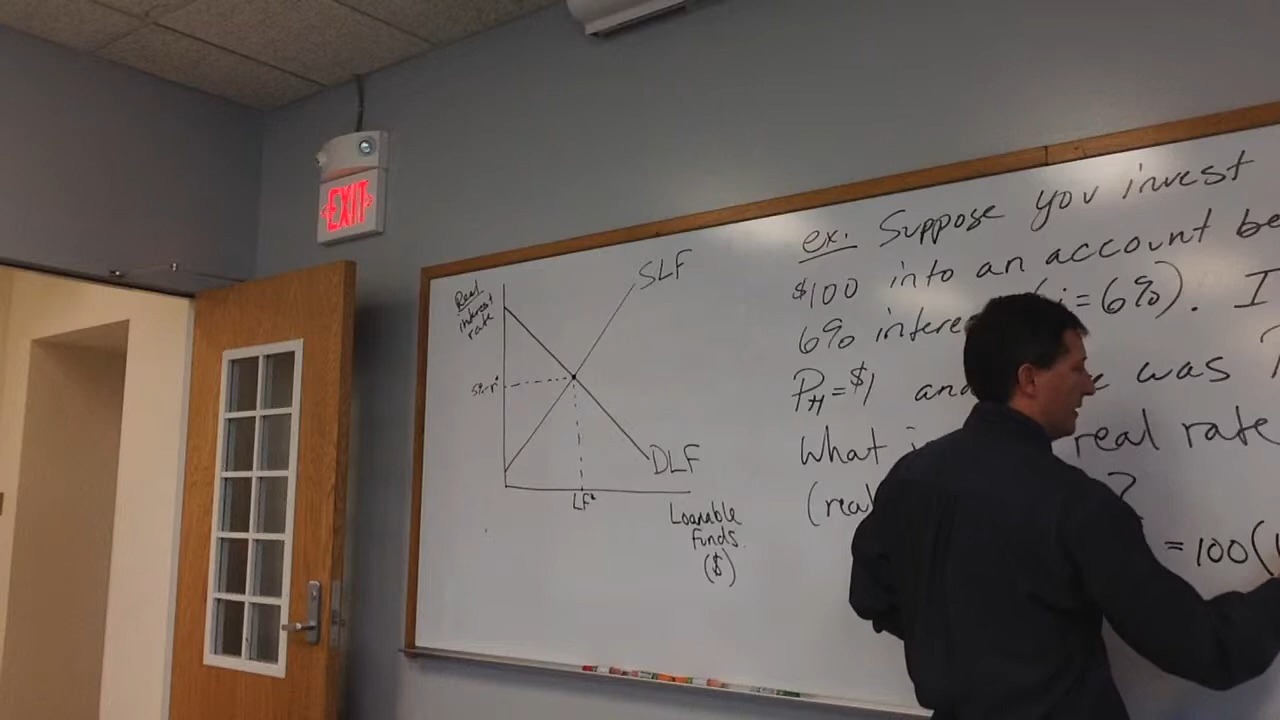 EXIT
SLF
Real
interest
rate
DLF
LF*
Loanable
funds
($)
ex. Suppose you invest
$100 into an account be
6% intere i=6%). I
PH=$1 and was
What i real rate
(real ?
= 100(